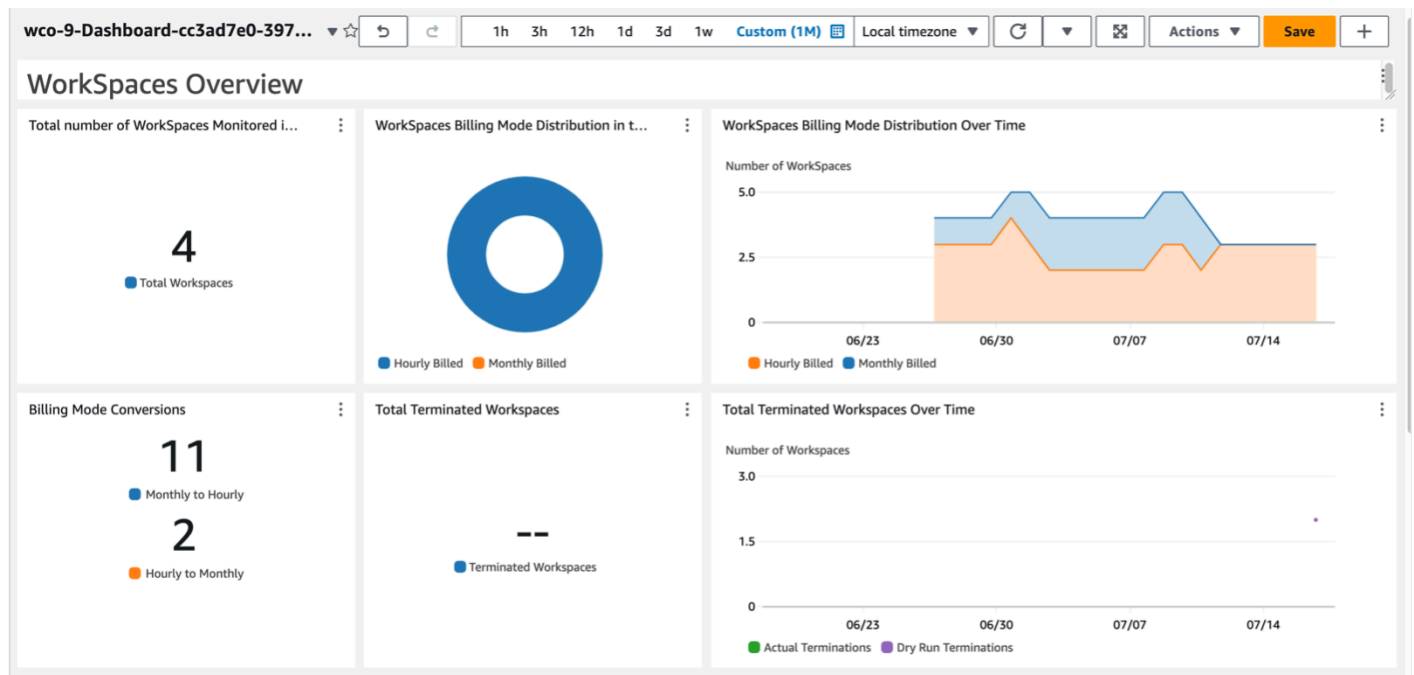 wco-9-Dashboard-cc3ad7e0-397... 1h 3h 12h 1d 3d 1w Custom (1M) Local timezone Actions Save
WorkSpaces Overview
Total number of WorkSpaces Monitored i...
4
Total Workspaces
WorkSpaces Billing Mode Distribution in t...
Hourly Billed Monthly Billed
WorkSpaces Billing Mode Distribution Over Time
Number of WorkSpaces
5.0
2.5
0
06/23 06/30 07/07 07/14
Hourly Billed Monthly Billed
Billing Mode Conversions
11
Monthly to Hourly
2
Hourly to Monthly
Total Terminated Workspaces
--
Terminated Workspaces
Total Terminated Workspaces Over Time
Number of Workspaces
3.0
1.5
0
06/23 06/30 07/07 07/14
Actual Terminations Dry Run Terminations